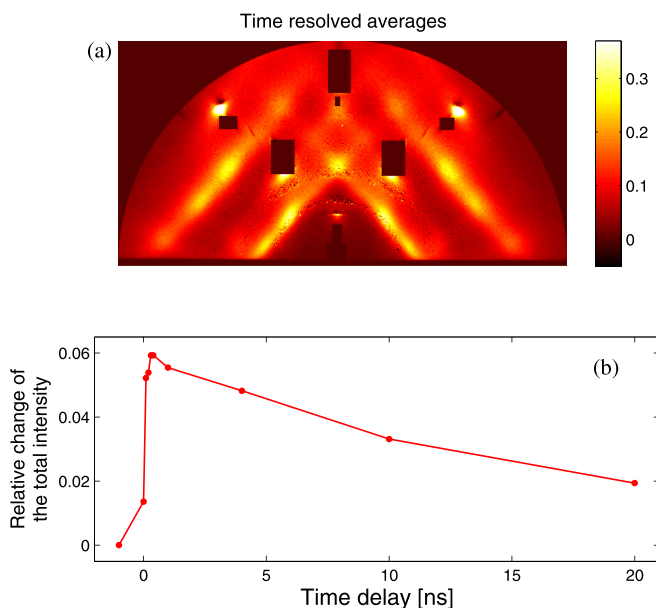 Time resolved averages
(a)
0.3
0.2
0.1
0
(b)
0.06
0.04
0.02
0
Relative change of
the total intensity
0
5
10
15
20
Time delay [ns]